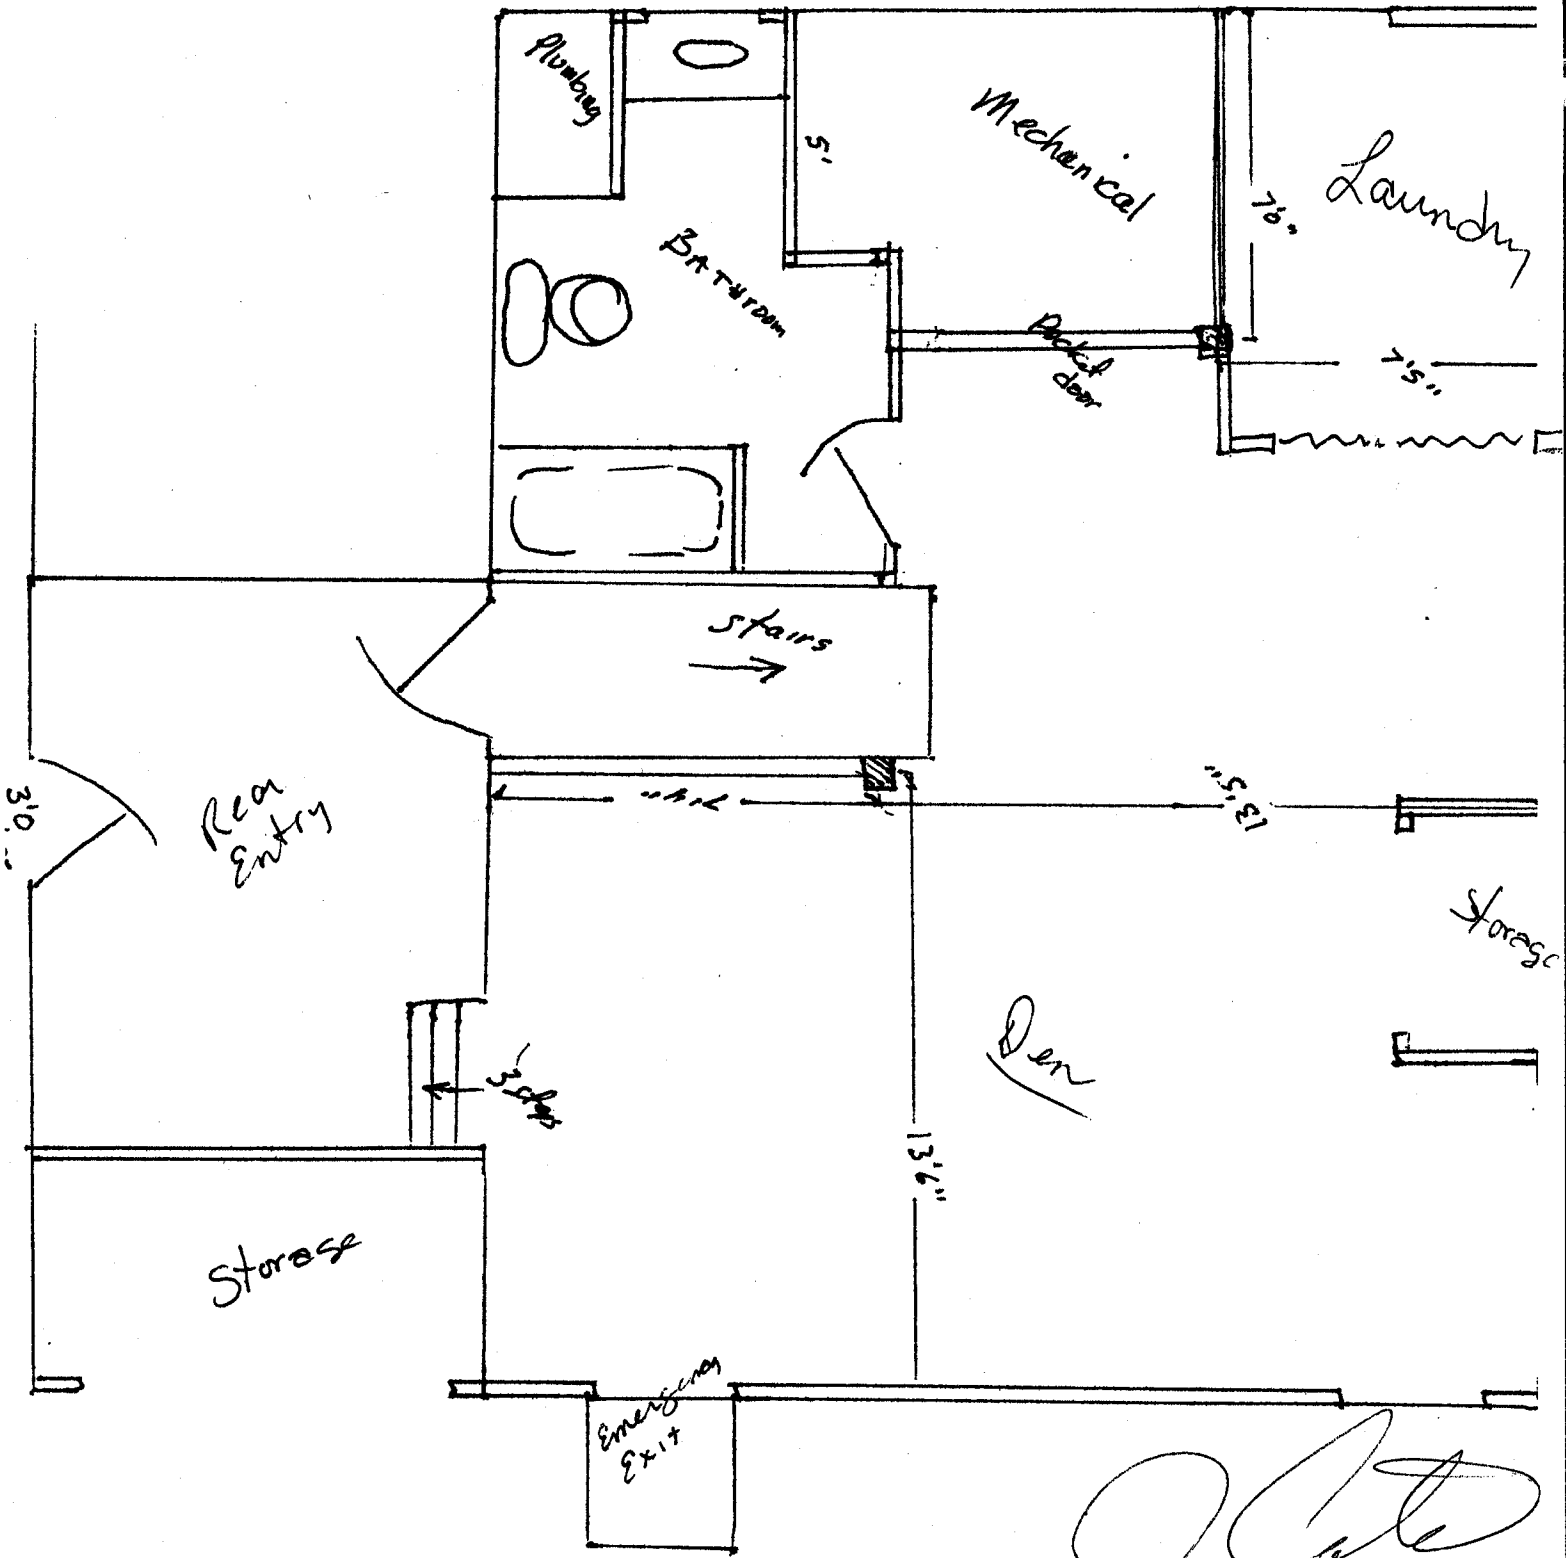 Plumbing
5'
Mechanical
Laundry
7'6"
Bathroom
Pocket
door
7'5"
stairs
3'0"
Rear
Entry
13'5"
Storage
Den
3 steps
13'6"
Storage
Emergency
Exit